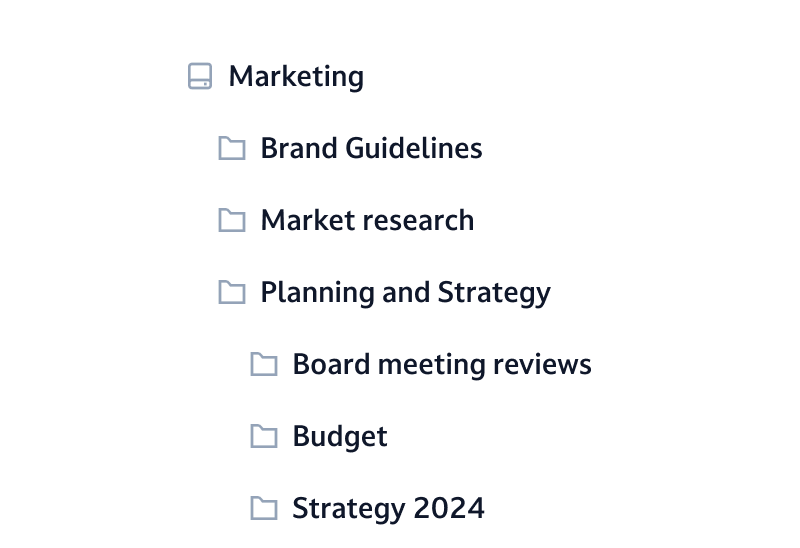 Marketing
Brand Guidelines
Market research
Planning and Strategy
Board meeting reviews
Budget
Strategy 2024